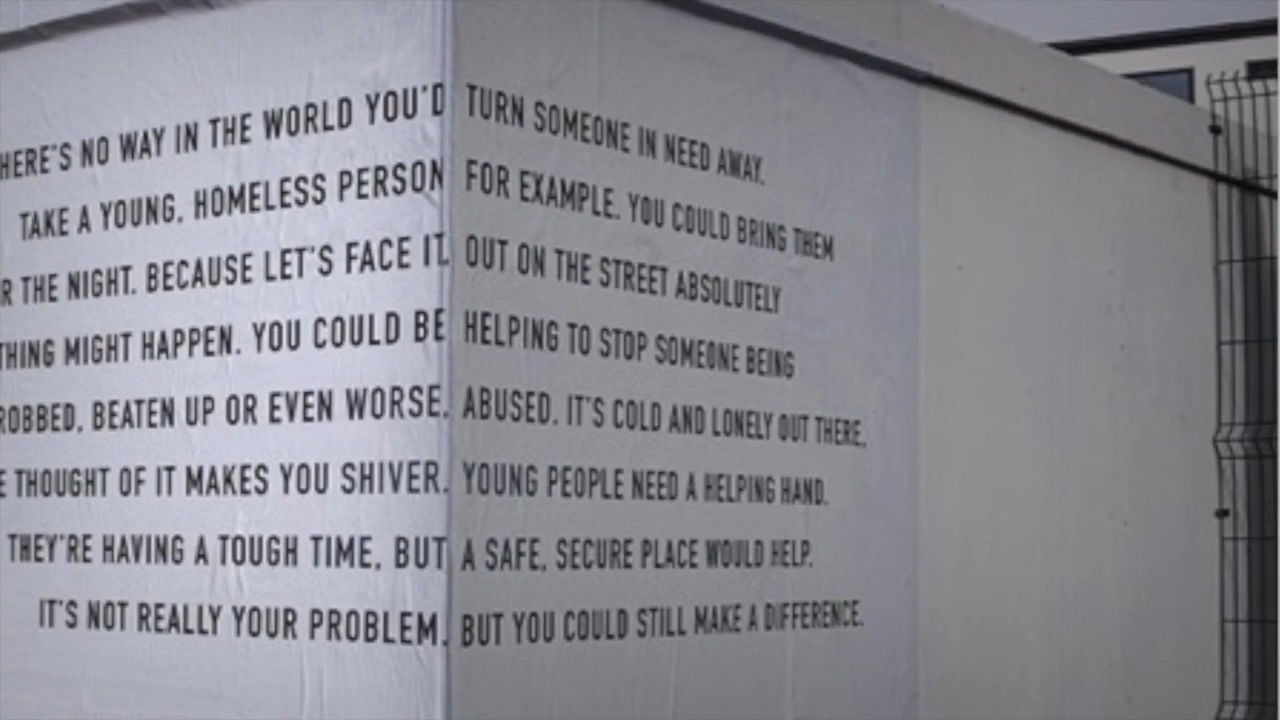 HERE'S NO WAY IN THE WORLD YOU'D TURN SOMEONE IN NEED AWAY.
TAKE A YOUNG, HOMELESS PERSON FOR EXAMPLE. YOU COULD BRING THEM
R THE NIGHT. BECAUSE LET'S FACE IT, OUT ON THE STREET ABSOLUTELY
THING MIGHT HAPPEN. YOU COULD BE HELPING TO STOP SOMEONE BEING
ROBBED, BEATEN UP OR EVEN WORSE, ABUSED. IT'S COLD AND LONELY OUT THERE,
E THOUGHT OF IT MAKES YOU SHIVER. YOUNG PEOPLE NEED A HELPING HAND.
THEY'RE HAVING A TOUGH TIME, BUT A SAFE, SECURE PLACE WOULD HELP.
IT'S NOT REALLY YOUR PROBLEM. BUT YOU COULD STILL MAKE A DIFFERENCE.